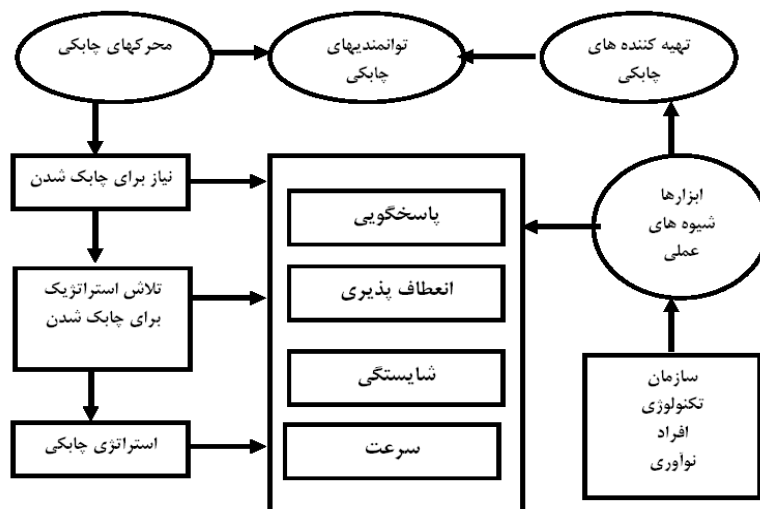 محرکهای چابکی
توانمندیهای
چابکی
تهیه کننده های
چابکی
نیاز برای چابک شدن
تلاش استراتژیک
برای چابک شدن
استراتژی چابکی
پاسخگویی
انعطاف پذیری
شایستگی
سرعت
ابزارها
شیوه های
عملی
سازمان
تکنولوژی
افراد
نوآوری